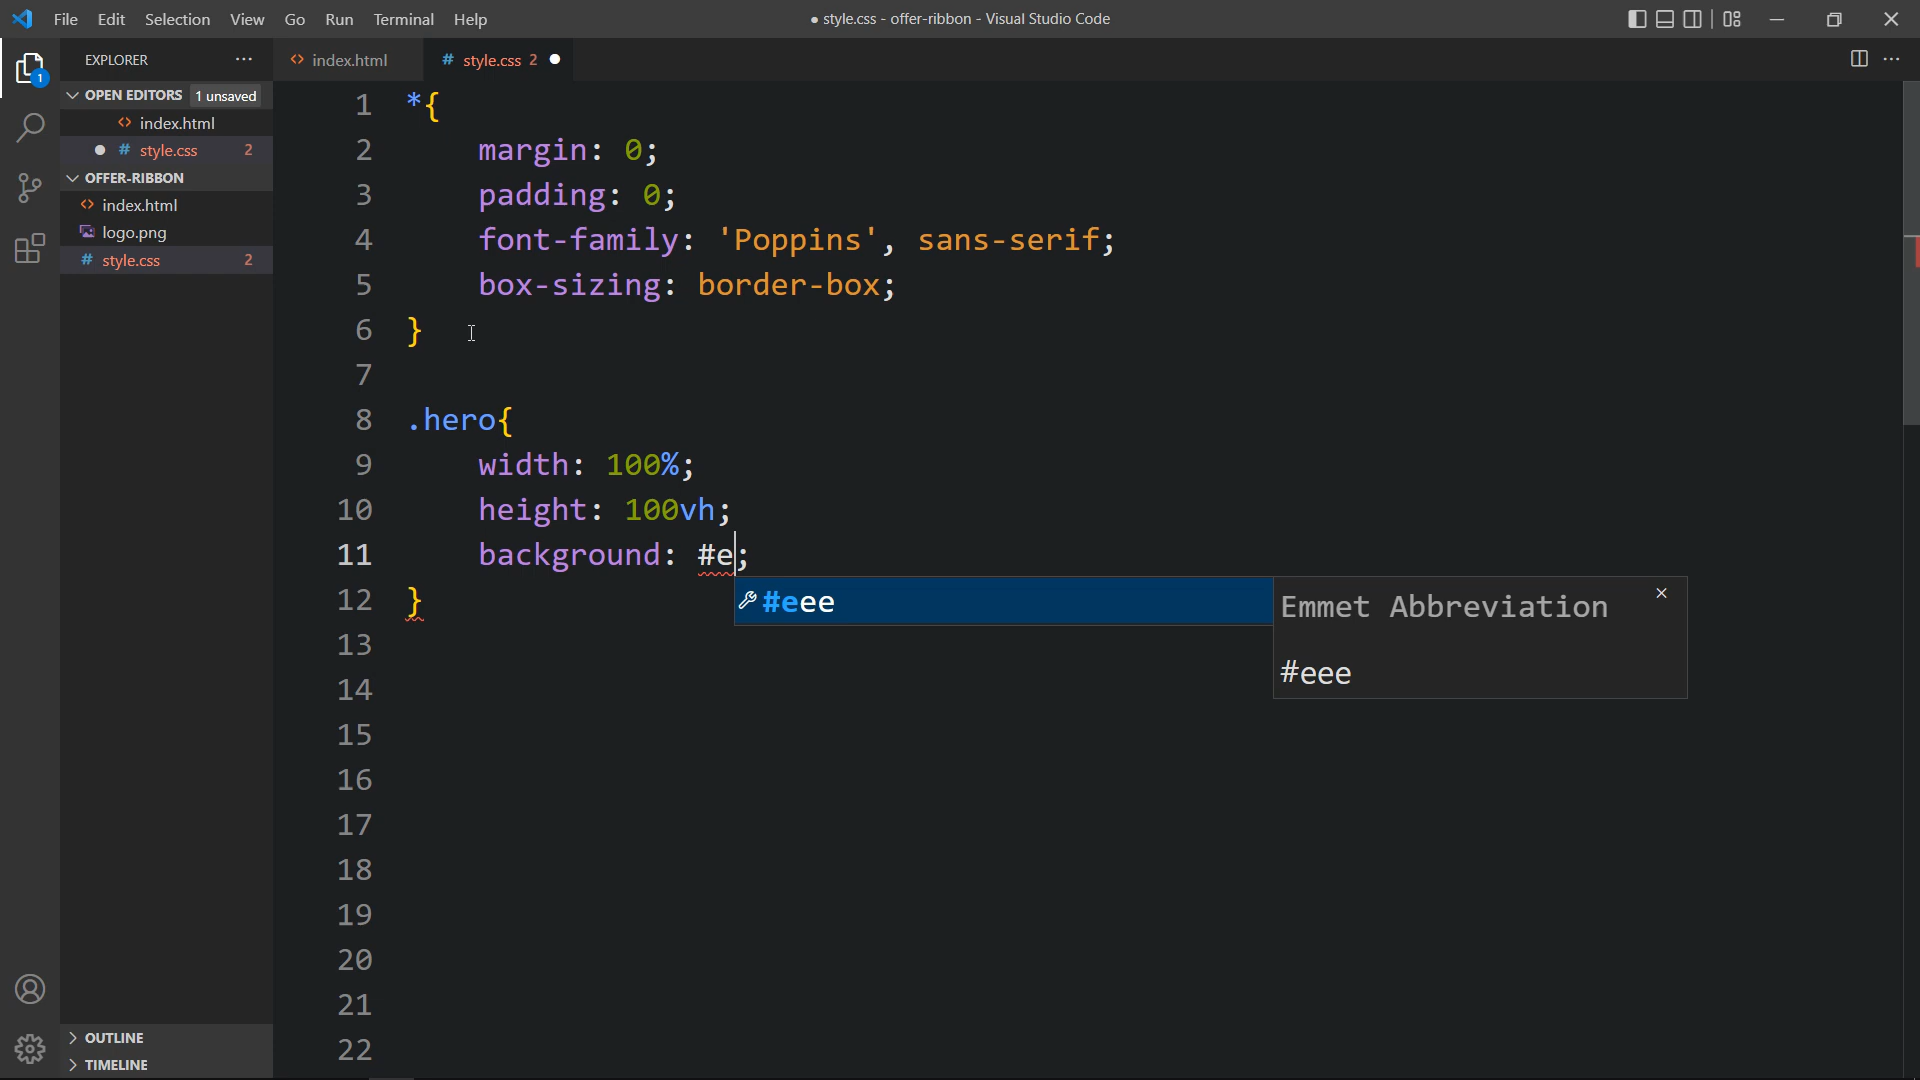 File Edit Selection View Go Run Terminal Help
● style.css - offer-ribbon - Visual Studio Code
1
EXPLORER
OPEN EDITORS 1 unsaved
<> index.html
● # style.css 2
OFFER-RIBBON
<> index.html
logo.png
# style.css 2
OUTLINE
TIMELINE
<> index.html
# style.css 2 ●
1 *{
2 margin: 0;
3 padding: 0;
4 font-family: 'Poppins', sans-serif;
5 box-sizing: border-box;
6 }
7
8 .hero{
9 width: 100%;
10 height: 100vh;
11 background: #e;
12 }
13
14
15
16
17
18
19
20
21
22
#eee
Emmet Abbreviation
#eee